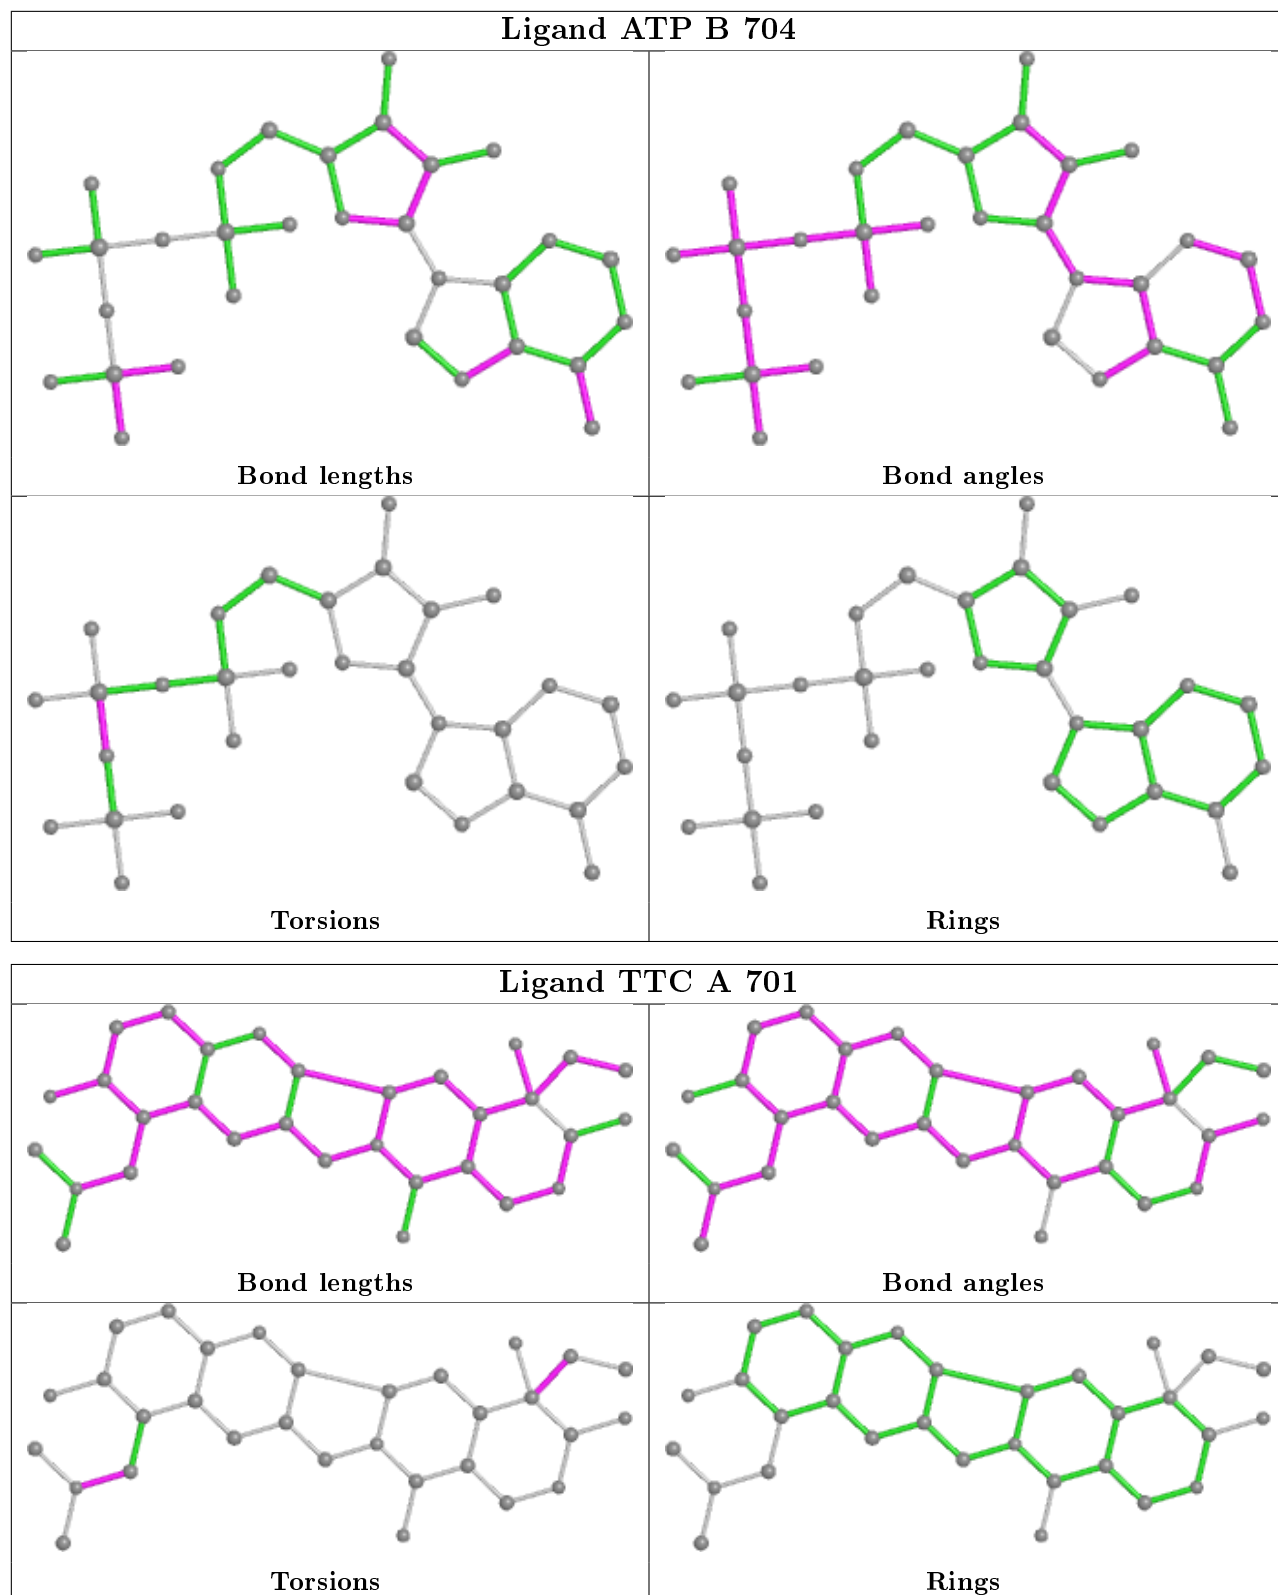 Ligand ATP B 704
Bond lengths
Bond angles
Torsions
Rings
Ligand TTC A 701
Bond lengths
Bond angles
Torsions
Rings